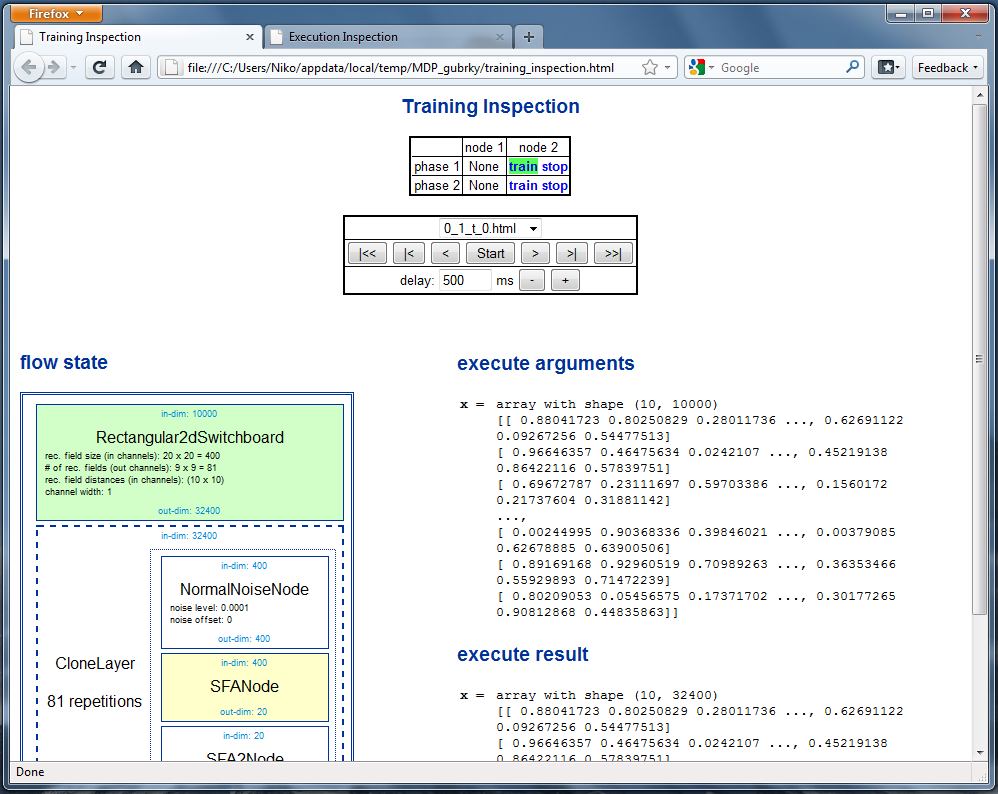 Firefox
Training Inspection
Execution Inspection
file:///C:/Users/Niko/appdata/local/temp/MDP_gubrky/training_inspection.html
Google
Feedback
Training Inspection
node 1 node 2
phase 1 None train stop
phase 2 None train stop
0_1_t_0.html
|<< |< < Start > >| >>|
delay: 500 ms - +
flow state
in-dim: 10000
Rectangular2dSwitchboard
rec. field size (in channels): 20 x 20 = 400
# of rec. fields (out channels): 9 x 9 = 81
rec. field distances (in channels): (10 x 10)
channel width: 1
out-dim: 32400
in-dim: 32400
CloneLayer
81 repetitions
in-dim: 400
NormalNoiseNode
noise level: 0.0001
noise offset: 0
out-dim: 400
in-dim: 400
SFANode
out-dim: 20
in-dim: 20
SFA2Node
execute arguments
x = array with shape (10, 10000)
[[ 0.88041723 0.80250829 0.28011736 ..., 0.62691122
0.09267256 0.54477513]
[ 0.96646357 0.46475634 0.0242107 ..., 0.45219138
0.86422116 0.57839751]
[ 0.69672787 0.23111697 0.59703386 ..., 0.1560172
0.21737604 0.31881142]
...,
[ 0.00244995 0.90368336 0.39846021 ..., 0.00379085
0.62678885 0.63900506]
[ 0.89169168 0.92960519 0.70989263 ..., 0.36353466
0.55929893 0.71472239]
[ 0.80209053 0.05456575 0.17371702 ..., 0.30177265
0.90812868 0.44835863]]
execute result
x = array with shape (10, 32400)
[[ 0.88041723 0.80250829 0.28011736 ..., 0.62691122
0.09267256 0.54477513]
[ 0.96646357 0.46475634 0.0242107 ..., 0.45219138
0.86422116 0.57839751]
Done